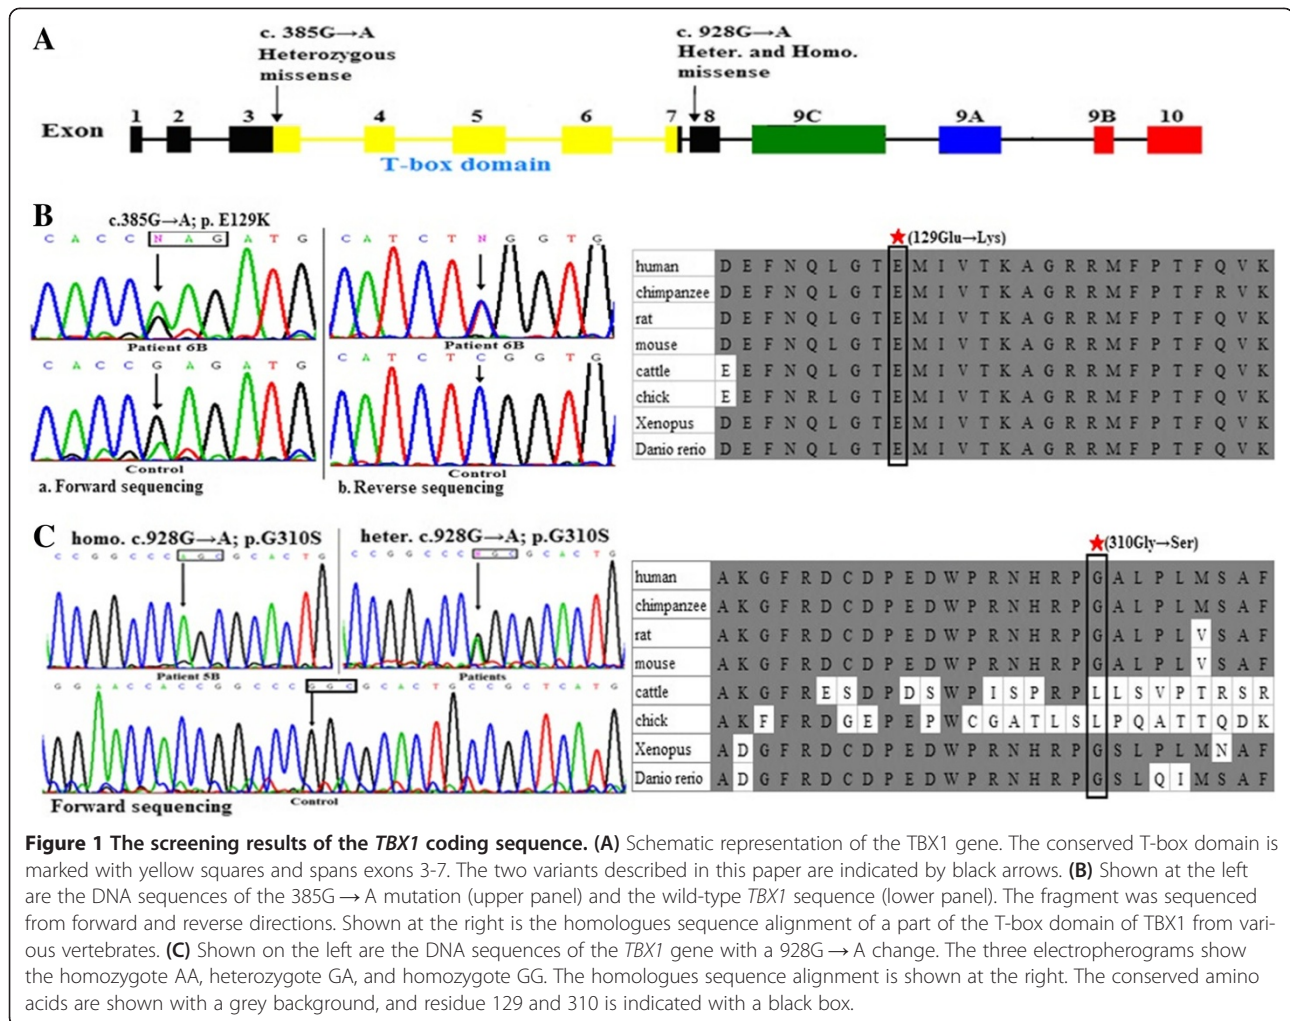 A
c. 385G→A
Heterozygous
missense
c. 928G→A
Heter. and Homo.
missense
Exon
1 2 3 4 5 6 7 8 9C 9A 9B 10
T-box domain
B
c.385G→A; p. E129K
C A C C N A G A T G
Patient 6B
C A C C G A G A T G
Control
a. Forward sequencing
C A T C T N G G T G
Patient 6B
C A T C T C G G T G
Control
b. Reverse sequencing
(129Glu→Lys)
human D E F N Q L G T E M I V T K A G R R M F P T F Q V K
chimpanzee D E F N Q L G T E M I V T K A G R R M F P T F R V K
rat D E F N Q L G T E M I V T K A G R R M F P T F Q V K
mouse D E F N Q L G T E M I V T K A G R R M F P T F Q V K
cattle E E F N Q L G T E M I V T K A G R R M F P T F Q V K
chick E E F N R L G T E M I V T K A G R R M F P T F Q V K
Xenopus D E F N Q L G T E M I V T K A G R R M F P T F Q V K
Danio rerio D E F N Q L G T E M I V T K A G R R M F P T F Q V K
C
homo. c.928G→A; p.G310S
C C G G C C C A G C G C A C T G
Patient 5B
heter. c.928G→A; p.G310S
C C G G C C C N G C G C A C T G
Patients
G G A A C C A C C G G C C C G G C G C A C T G C C G C T C A T G
Control
Forward sequencing
(310Gly→Ser)
human A K G F R D C D P E D W P R N H R P G A L P L M S A F
chimpanzee A K G F R D C D P E D W P R N H R P G A L P L M S A F
rat A K G F R D C D P E D W P R N H R P G A L P L V S A F
mouse A K G F R D C D P E D W P R N H R P G A L P L V S A F
cattle A K G F R E S D P D S W P I S P R P L L S V P T R S R
chick A K F F R D G E P E P W C G A T L S L P Q A T T Q D K
Xenopus A D G F R D C D P E D W P R N H R P G S L P L M N A F
Danio rerio A D G F R D C D P E D W P R N H R P G S L Q I M S A F
Figure 1 The screening results of the TBX1 coding sequence. (A) Schematic representation of the TBX1 gene. The conserved T-box domain is
marked with yellow squares and spans exons 3-7. The two variants described in this paper are indicated by black arrows. (B) Shown at the left
are the DNA sequences of the 385G→A mutation (upper panel) and the wild-type TBX1 sequence (lower panel). The fragment was sequenced
from forward and reverse directions. Shown at the right is the homologues sequence alignment of a part of the T-box domain of TBX1 from vari-
ous vertebrates. (C) Shown on the left are the DNA sequences of the TBX1 gene with a 928G→A change. The three electropherograms show
the homozygote AA, heterozygote GA, and homozygote GG. The homologues sequence alignment is shown at the right. The conserved amino
acids are shown with a grey background, and residue 129 and 310 is indicated with a black box.